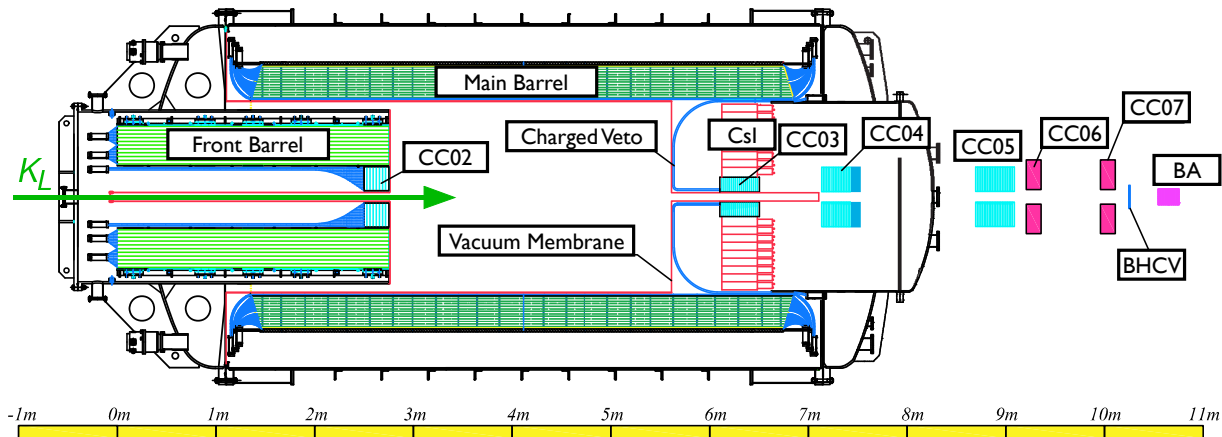 Main Barrel
CC07
CC06
Front Barrel
Charged Veto
CsI
CC03
CC04
CC05
CC02
BA
K_L
Vacuum Membrane
BHCV
-1m 0m 1m 2m 3m 4m 5m 6m 7m 8m 9m 10m 11m